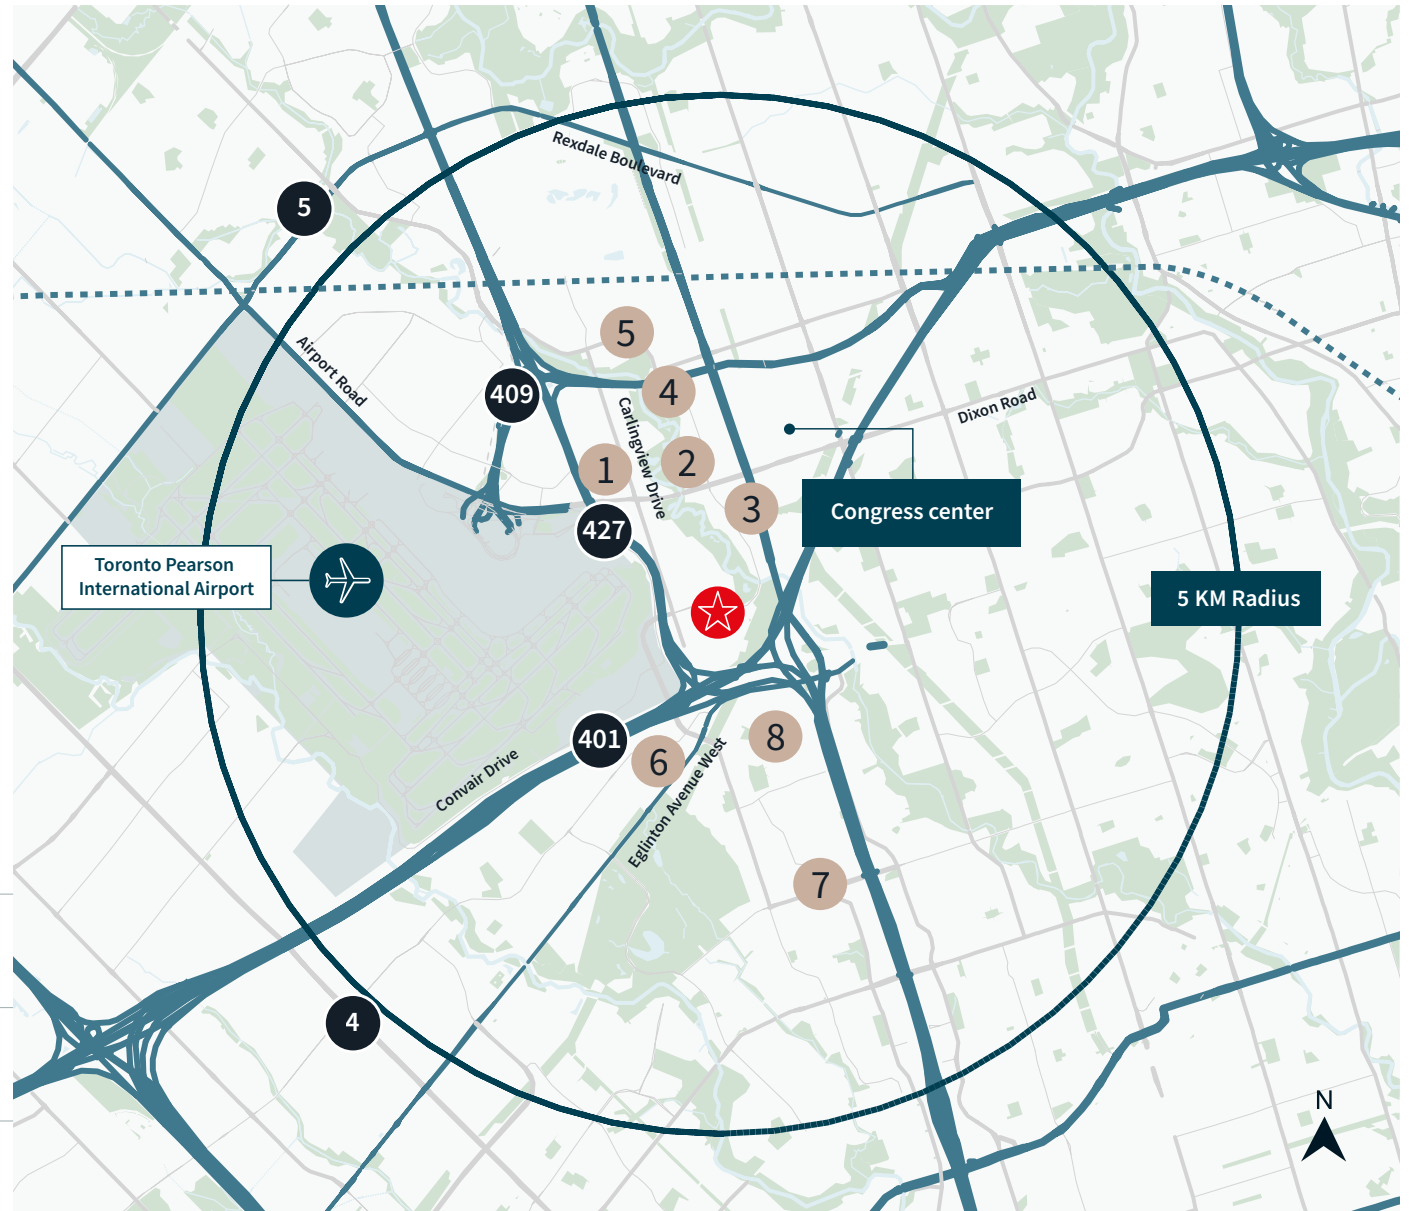 Rexdale Boulevard
5
5
Airport Road
409
4
Carlingview Drive
Dixon Road
1
2
3
Congress center
427
Toronto Pearson
International Airport
5 KM Radius
401
8
6
Convair Drive
Eglinton Avenue West
7
4
N